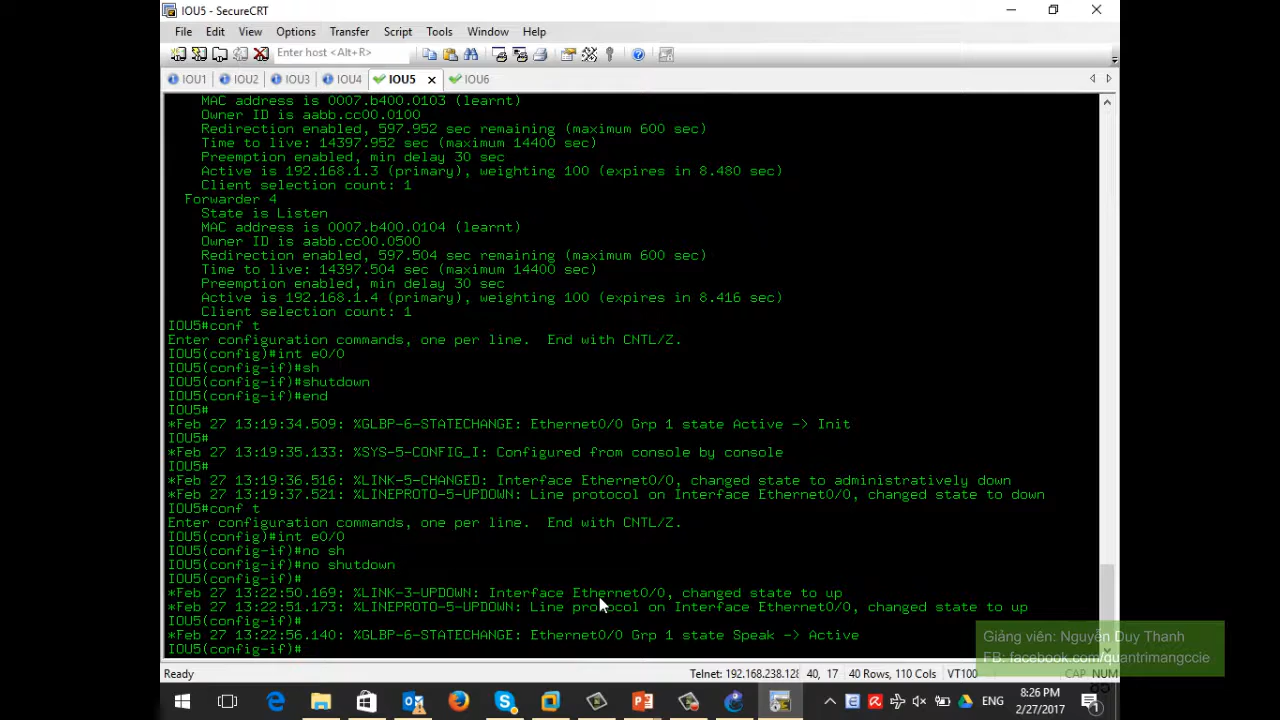 IOU5 - SecureCRT
File Edit View Options Transfer Script Tools Window Help
Enter host <Alt+R>
IOU1 IOU2 IOU3 IOU4 IOU5 IOU6
MAC address is 0007.b400.0103 (learnt)
Owner ID is aabb.cc00.0100
Redirection enabled, 597.952 sec remaining (maximum 600 sec)
Time to live: 14397.952 sec (maximum 14400 sec)
Preemption enabled, min delay 30 sec
Active is 192.168.1.3 (primary), weighting 100 (expires in 8.480 sec)
Client selection count: 1
Forwarder 4
State is Listen
MAC address is 0007.b400.0104 (learnt)
Owner ID is aabb.cc00.0500
Redirection enabled, 597.504 sec remaining (maximum 600 sec)
Time to live: 14397.504 sec (maximum 14400 sec)
Preemption enabled, min delay 30 sec
Active is 192.168.1.4 (primary), weighting 100 (expires in 8.416 sec)
Client selection count: 1
IOU5#conf t
Enter configuration commands, one per line.  End with CNTL/Z.
IOU5(config)#int e0/0
IOU5(config-if)#sh
IOU5(config-if)#shutdown
IOU5(config-if)#end
IOU5#
*Feb 27 13:19:34.509: %GLBP-6-STATECHANGE: Ethernet0/0 Grp 1 state Active -> Init
IOU5#
*Feb 27 13:19:35.133: %SYS-5-CONFIG_I: Configured from console by console
IOU5#
*Feb 27 13:19:36.516: %LINK-5-CHANGED: Interface Ethernet0/0, changed state to administratively down
*Feb 27 13:19:37.521: %LINEPROTO-5-UPDOWN: Line protocol on Interface Ethernet0/0, changed state to down
IOU5#conf t
Enter configuration commands, one per line.  End with CNTL/Z.
IOU5(config)#int e0/0
IOU5(config-if)#no sh
IOU5(config-if)#no shutdown
IOU5(config-if)#
*Feb 27 13:22:50.169: %LINK-3-UPDOWN: Interface Ethernet0/0, changed state to up
*Feb 27 13:22:51.173: %LINEPROTO-5-UPDOWN: Line protocol on Interface Ethernet0/0, changed state to up
IOU5(config-if)#
*Feb 27 13:22:56.140: %GLBP-6-STATECHANGE: Ethernet0/0 Grp 1 state Speak -> Active
IOU5(config-if)#
Giảng viên: Nguyễn Duy Thanh
FB: facebook.com/quantrimangccie
Ready Telnet: 192.168.238.128 40, 17 40 Rows, 110 Cols VT100 CAP NUM
ENG 8:26 PM
2/27/2017